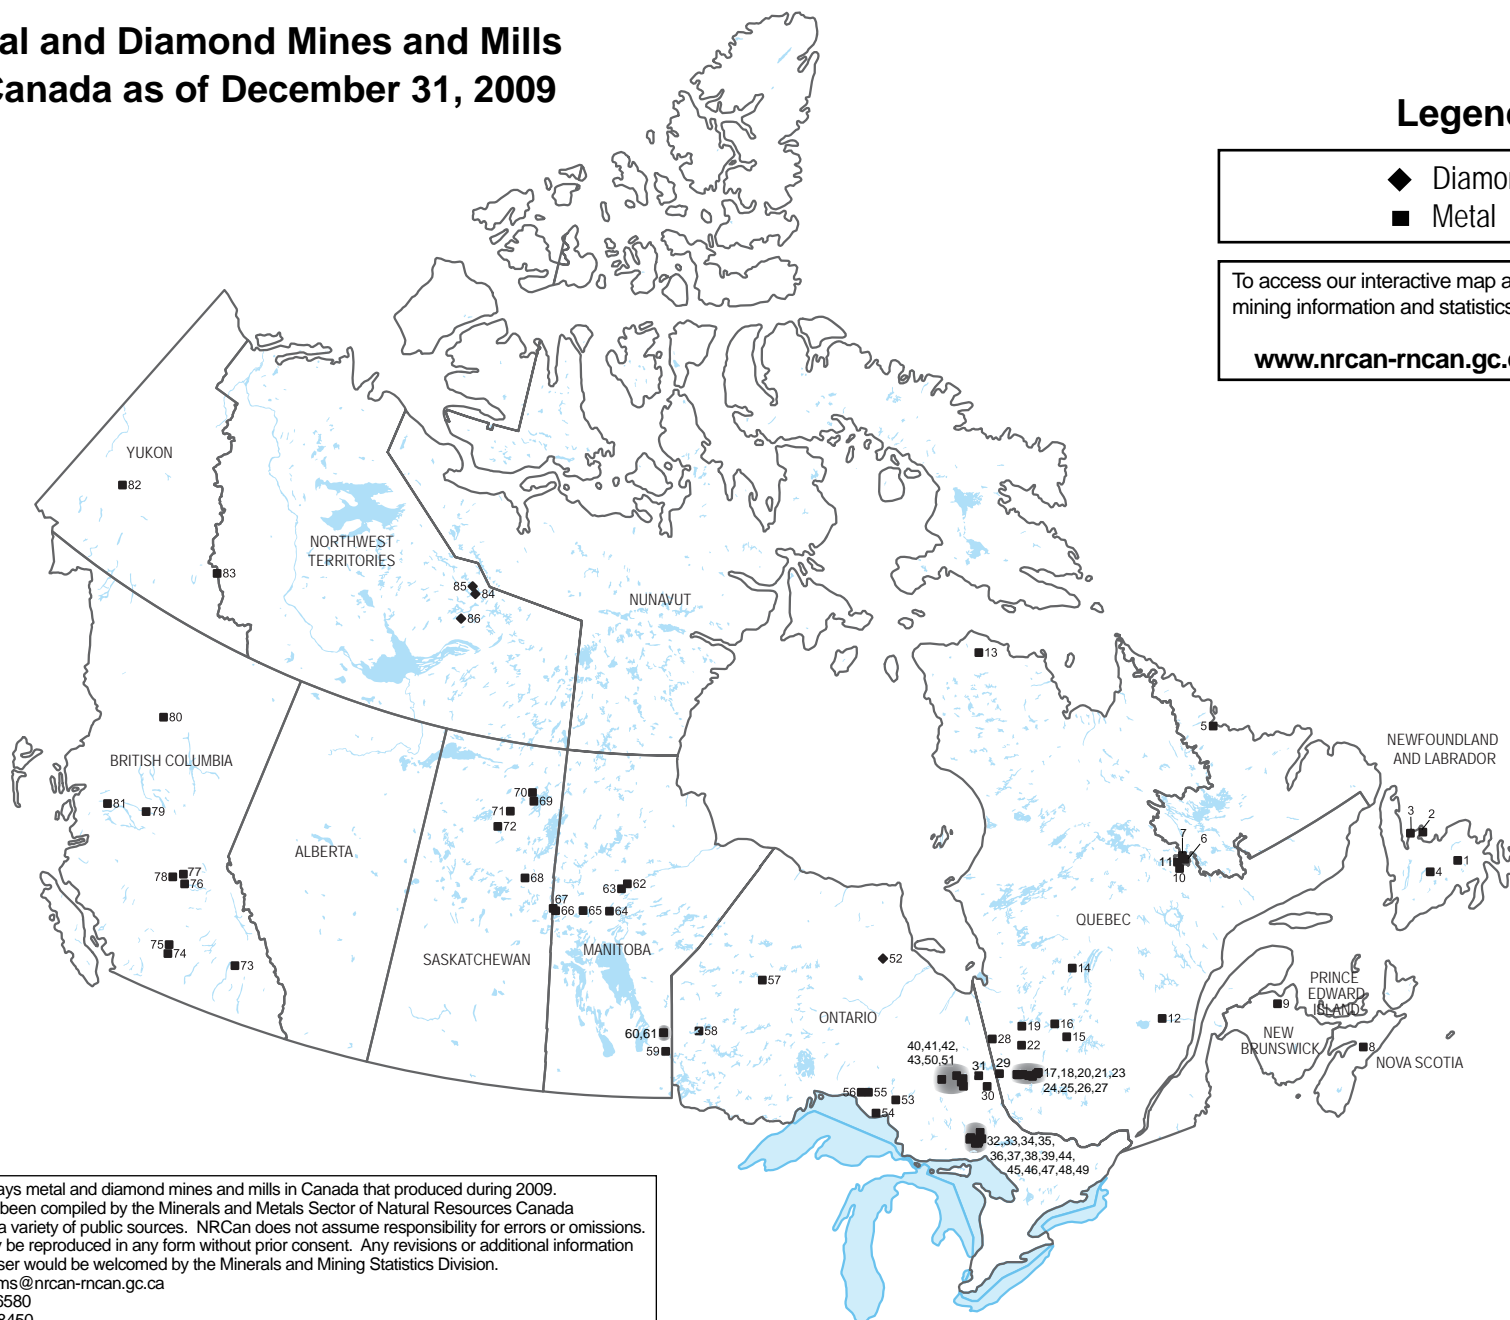 al and Diamond Mines and Mills
Canada as of December 31, 2009
Legen
Diamo
Metal
To access our interactive map a
mining information and statistics
www.nrcan-rncan.gc.
YUKON
82
83
NORTHWEST
TERRITORIES
85
84
86
NUNAVUT
13
5
80
BRITISH COLUMBIA
81
79
78
77
76
75
74
73
ALBERTA
70
69
71
72
68
67
66
65
64
63
62
SASKATCHEWAN
MANITOBA
60,61
59
58
57
52
ONTARIO
40,41,42,
43,50,51
31
29
30
28
19
22
16
15
14
12
17,18,20,21,23
24,25,26,27
56
55
53
54
32,33,34,35,
36,37,38,39,44,
45,46,47,48,49
QUEBEC
7
6
11
10
NEWFOUNDLAND
AND LABRADOR
3
2
1
4
PRINCE
EDWARD
ISLAND
9
NEW
BRUNSWICK
8
NOVA SCOTIA
ays metal and diamond mines and mills in Canada that produced during 2009.
been compiled by the Minerals and Metals Sector of Natural Resources Canada
a variety of public sources. NRCan does not assume responsibility for errors or omissions.
y be reproduced in any form without prior consent. Any revisions or additional information
ser would be welcomed by the Minerals and Mining Statistics Division.
ms@nrcan-rncan.gc.ca
6580
8450